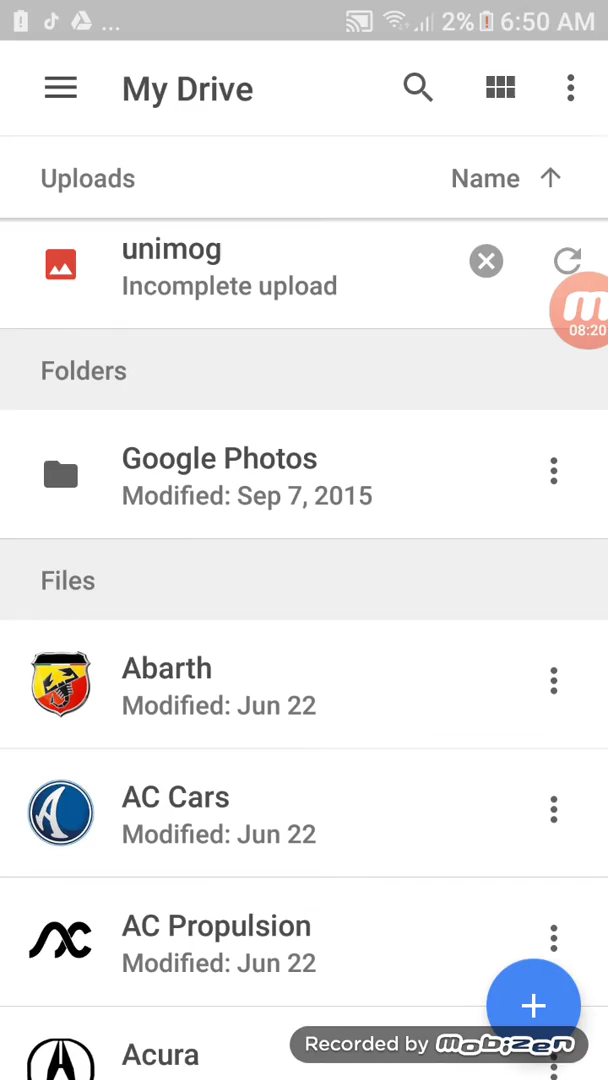 ... 2% 6:50 AM
My Drive
Uploads
Name
unimog
Incomplete upload
08:20
Folders
Google Photos
Modified: Sep 7, 2015
Files
Abarth
Modified: Jun 22
AC Cars
Modified: Jun 22
AC Propulsion
Modified: Jun 22
Acura
Recorded by mobizen